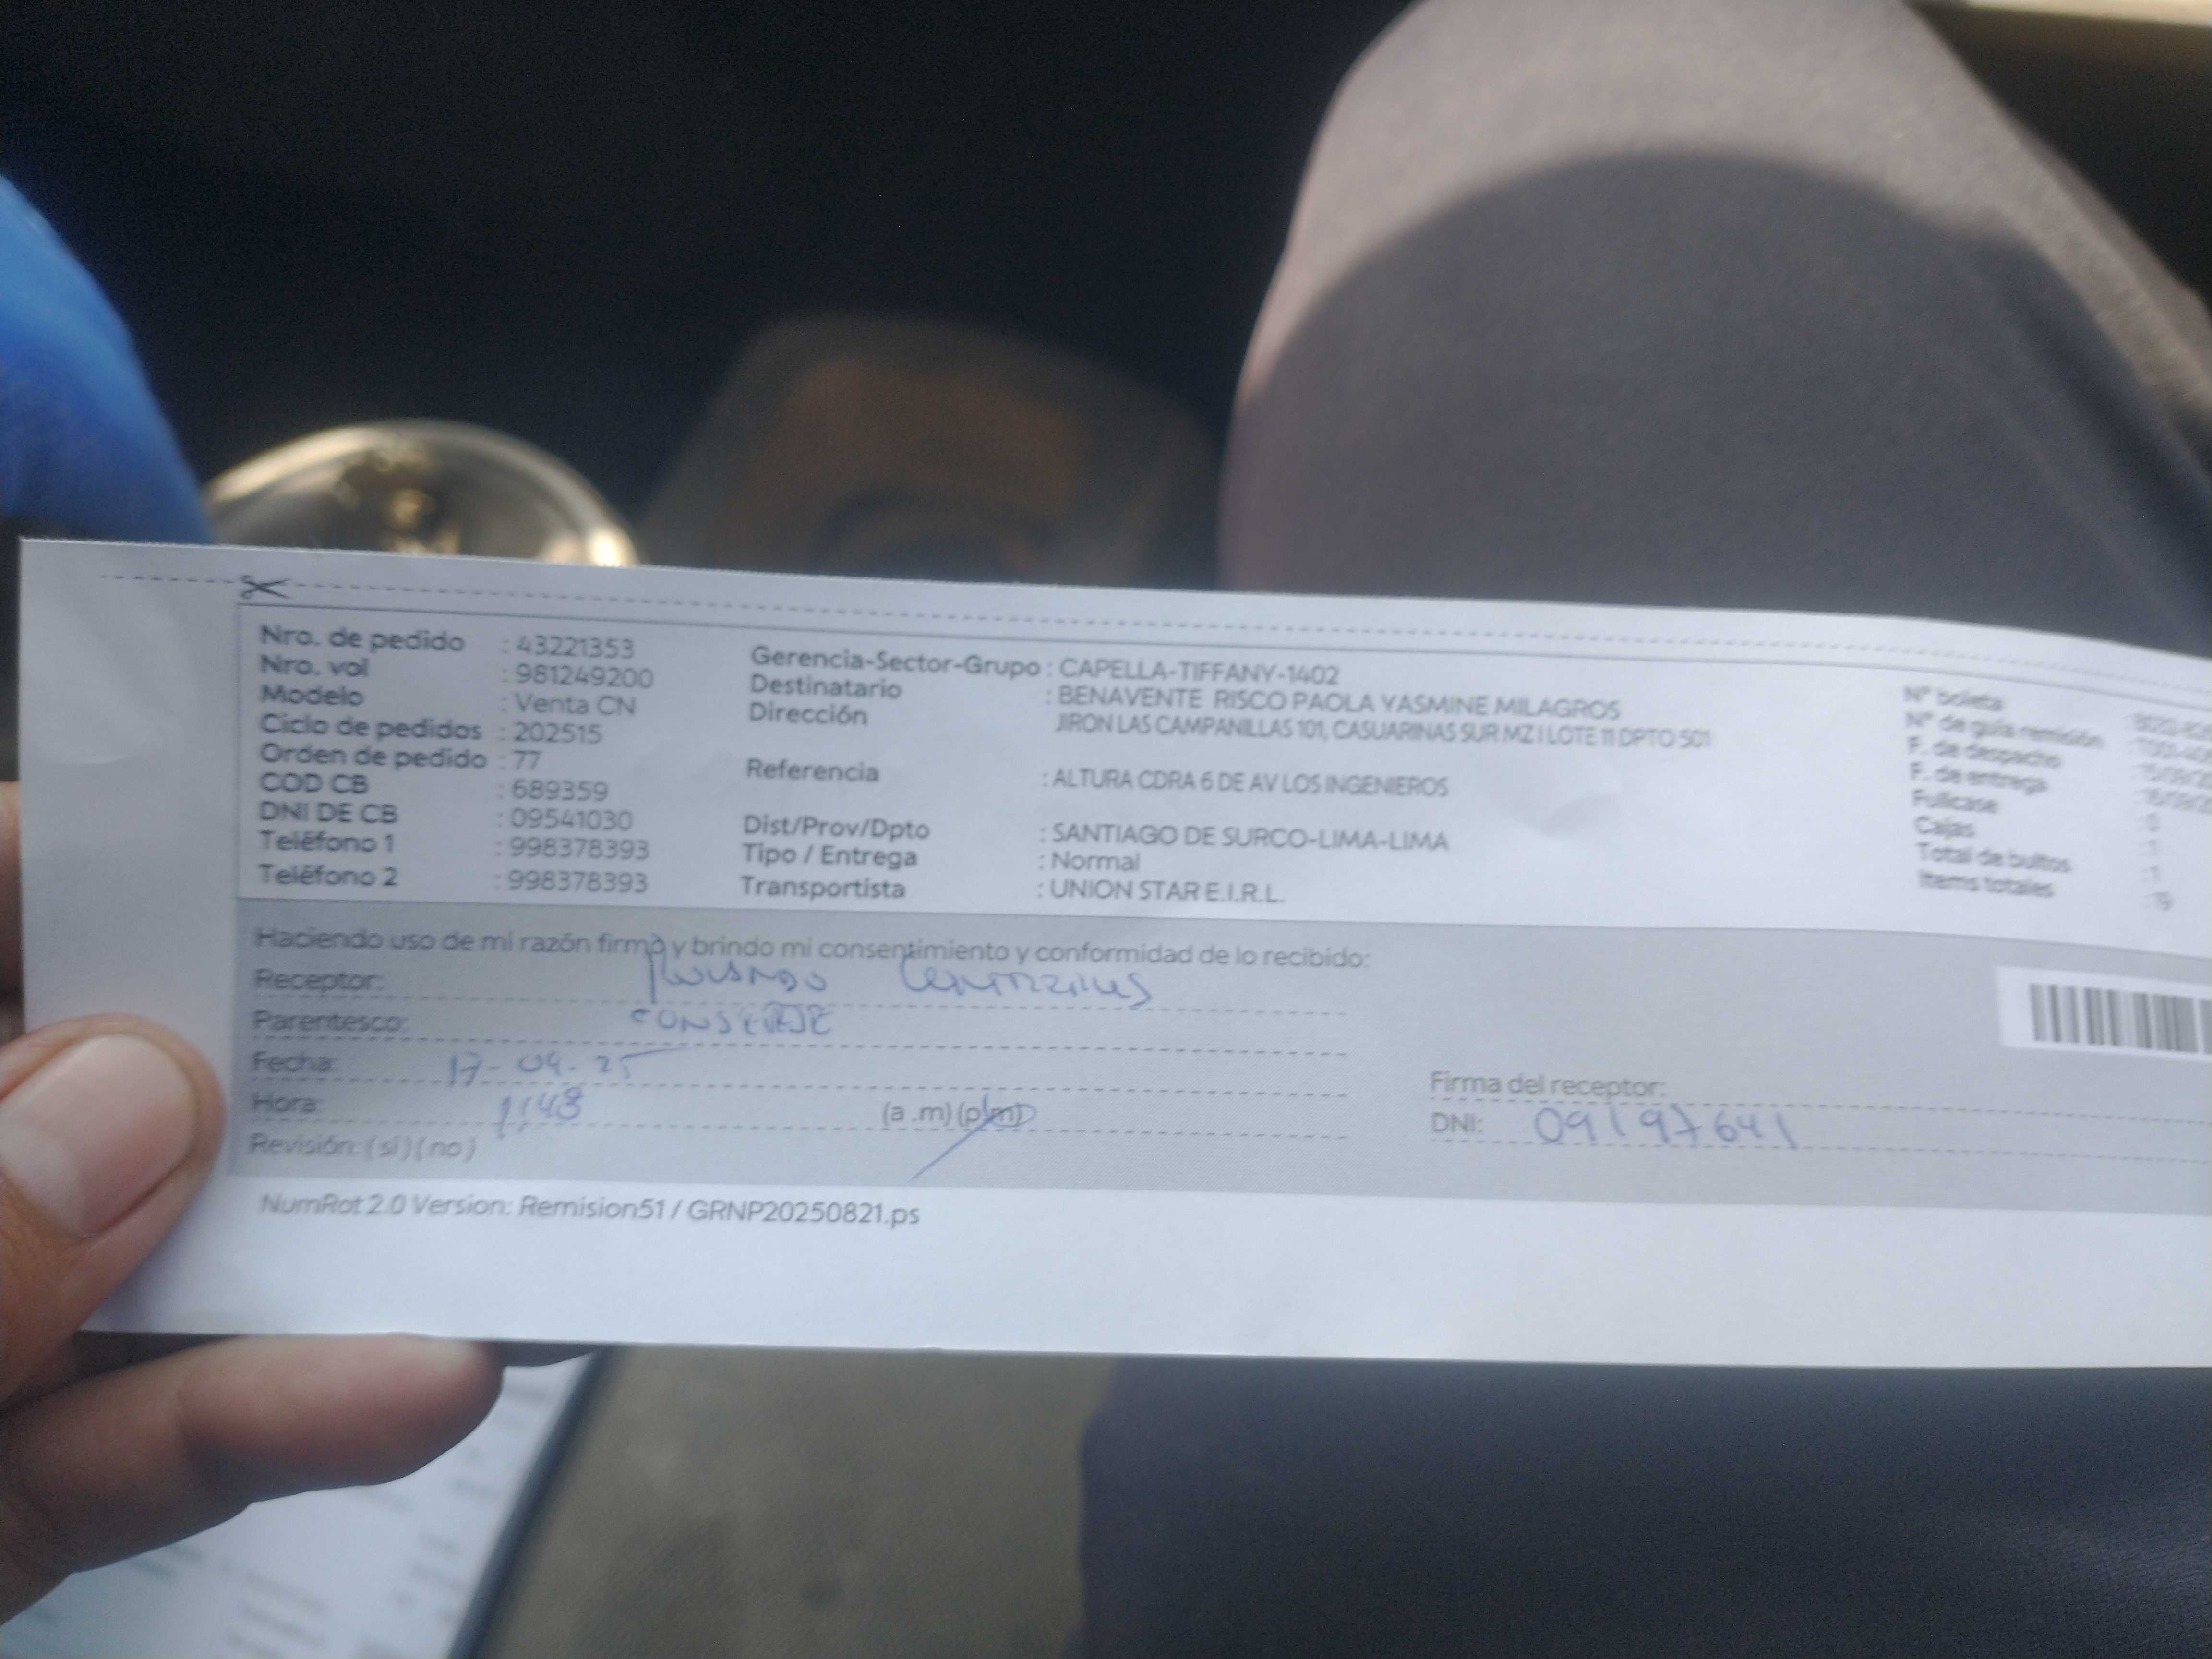 Nro. de pedido : 43221353
Nro. vol : 981249200
Modelo : Venta CN
Ciclo de pedidos : 202515
Orden de pedido : 77
COD CB : 689359
DNI DE CB : 09541030
Teléfono 1 : 998378393
Teléfono 2 : 998378393
Gerencia-Sector-Grupo : CAPELLA-TIFFANY-1402
Destinatario : BENAVENTE RISCO PAOLA YASMINE MILAGROS
Dirección JIRON LAS CAMPANILLAS 101, CASUARINAS SUR MZ I LOTE 11 DPTO 501
Referencia : ALTURA CDRA 6 DE AV LOS INGENIEROS
Dist/Prov/Dpto : SANTIAGO DE SURCO-LIMA-LIMA
Tipo / Entrega : Normal
Transportista : UNION STAR E.I.R.L.
N° boleta
N° de guía remisión
F. de despacho
F. de entrega
Fullcase : 0
Cajas : 1
Total de bultos : 1
Items totales : 19
Haciendo uso de mi razón firmo y brindo mi consentimiento y conformidad de lo recibido:
Receptor:
Parentesco: CONSERJE
Fecha: 17-09-25
Hora: 1148 (a .m) (p.m)
Revisión: (si) (no)
Firma del receptor:
DNI: 09197641
NumRot 2.0 Version: Remision51 / GRNP20250821.ps